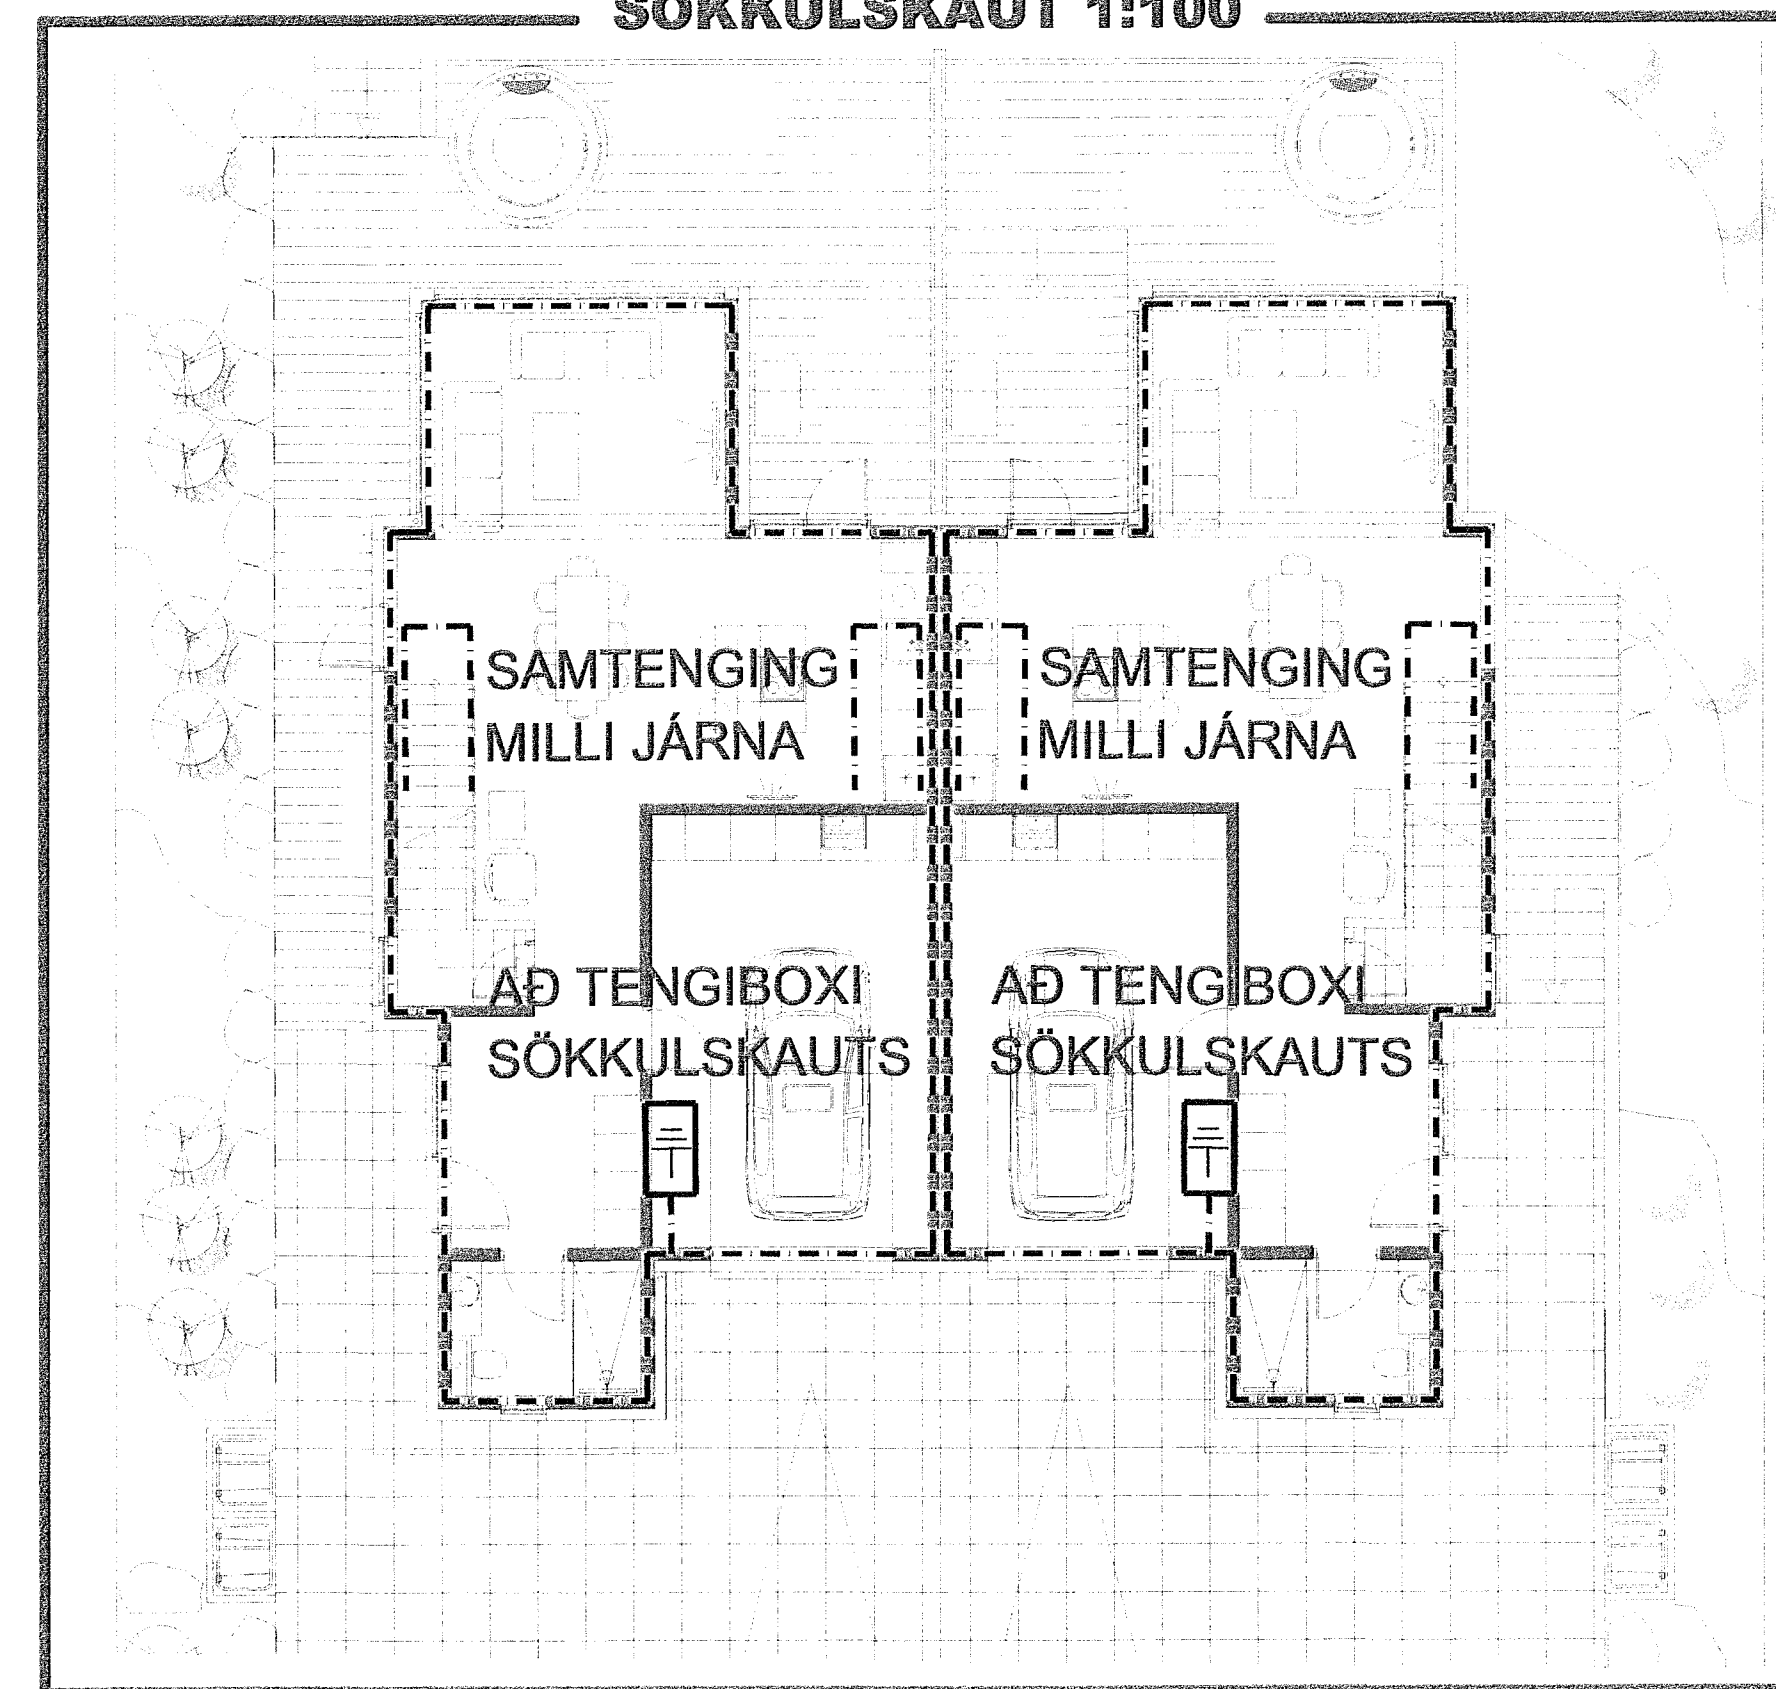 SÖKKULSKAUT 1:100
SAMTENGING
MILLI JÁRNA
SAMTENGING
MILLI JÁRNA
AÐ TENGIBOXI
SÖKKULSKAUTS
AÐ TENGIBOXI
SÖKKULSKAUTS